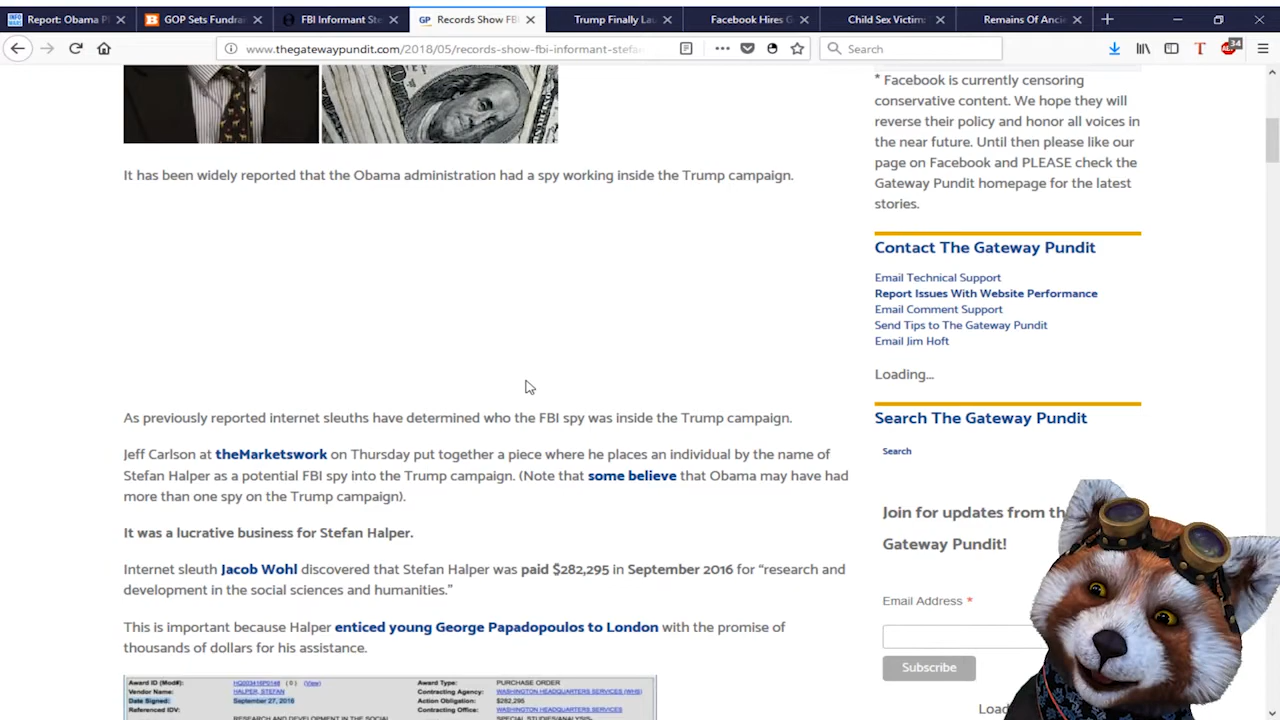 Report: Obama P
GOP Sets Fundrai
FBI Informant Ste
GP Records Show FBI
Trump Finally Lau
Facebook Hires G
Child Sex Victim
Remains Of Ancie
www.thegatewaypundit.com/2018/05/records-show-fbi-informant-stefa
Search
T
34
* Facebook is currently censoring
conservative content. We hope they will
reverse their policy and honor all voices in
the near future. Until then please like our
page on Facebook and PLEASE check the
Gateway Pundit homepage for the latest
stories.
It has been widely reported that the Obama administration had a spy working inside the Trump campaign.
Contact The Gateway Pundit
Email Technical Support
Report Issues With Website Performance
Email Comment Support
Send Tips to The Gateway Pundit
Email Jim Hoft
Loading...
Search The Gateway Pundit
Search
As previously reported internet sleuths have determined who the FBI spy was inside the Trump campaign.
Jeff Carlson at theMarketswork on Thursday put together a piece where he places an individual by the name of
Stefan Halper as a potential FBI spy into the Trump campaign. (Note that some believe that Obama may have had
more than one spy on the Trump campaign).
It was a lucrative business for Stefan Halper.
Internet sleuth Jacob Wohl discovered that Stefan Halper was paid $282,295 in September 2016 for “research and
development in the social sciences and humanities.”
This is important because Halper enticed young George Papadopoulos to London with the promise of
thousands of dollars for his assistance.
Join for updates from th
Gateway Pundit!
Email Address *
Subscribe
Load
Award ID (Mod#): (0) (View) Award Type: PURCHASE ORDER
Vendor Name: HALPER, STEFAN Contracting Agency: WASHINGTON HEADQUARTERS SERVICES (WHS)
Date Signed: September 27, 2016 Action Obligation: $282,295
Referenced IDV: Contracting Office: WASHINGTON HEADQUARTERS SERVICES
RESEARCH AND DEVELOPMENT IN THE SOCIAL SPECIAL STUDIES/ANALYSIS-